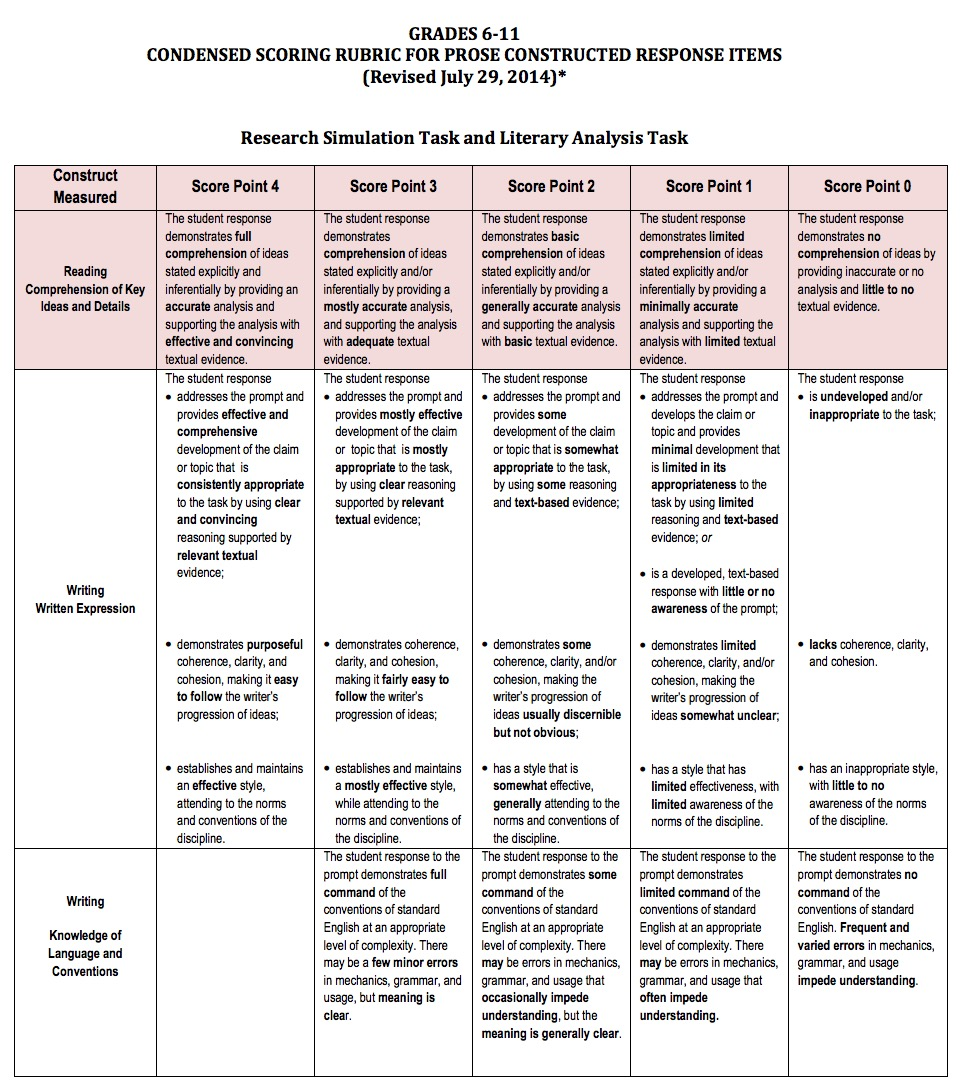 GRADES 6-11
CONDENSED SCORING RUBRIC FOR PROSE CONSTRUCTED RESPONSE ITEMS
(Revised July 29, 2014)*
Research Simulation Task and Literary Analysis Task
Construct
Measured
Score Point 4
Score Point 3
Score Point 2
Score Point 1
Score Point 0
Reading
Comprehension of Key
Ideas and Details
The student response
demonstrates full
comprehension of ideas
stated explicitly and
inferentially by providing an
accurate analysis and
supporting the analysis with
effective and convincing
textual evidence.
The student response
demonstrates
comprehension of ideas
stated explicitly and/or
inferentially by providing a
mostly accurate analysis,
and supporting the analysis
with adequate textual
evidence.
The student response
demonstrates basic
comprehension of ideas
stated explicitly and/or
inferentially by providing a
generally accurate analysis
and supporting the analysis
with basic textual evidence.
The student response
demonstrates limited
comprehension of ideas
stated explicitly and/or
inferentially by providing a
minimally accurate
analysis and supporting the
analysis with limited textual
evidence.
The student response
demonstrates no
comprehension of ideas by
providing inaccurate or no
analysis and little to no
textual evidence.
Writing
Written Expression
The student response
• addresses the prompt and
provides effective and
comprehensive
development of the claim
or topic that is
consistently appropriate
to the task by using clear
and convincing
reasoning supported by
relevant textual
evidence;
• demonstrates purposeful
coherence, clarity, and
cohesion, making it easy
to follow the writer's
progression of ideas;
• establishes and maintains
an effective style,
attending to the norms
and conventions of the
discipline.
The student response
• addresses the prompt and
provides mostly effective
development of the claim
or topic that is mostly
appropriate to the task,
by using clear reasoning
supported by relevant
textual evidence;
• demonstrates coherence,
clarity, and cohesion,
making it fairly easy to
follow the writer's
progression of ideas;
• establishes and maintains
a mostly effective style,
while attending to the
norms and conventions of
the discipline.
The student response
• addresses the prompt and
provides some
development of the claim
or topic that is somewhat
appropriate to the task,
by using some reasoning
and text-based evidence;
• demonstrates some
coherence, clarity, and/or
cohesion, making the
writer's progression of
ideas usually discernible
but not obvious;
• has a style that is
somewhat effective,
generally attending to the
norms and conventions of
the discipline.
The student response
• addresses the prompt and
develops the claim or
topic and provides
minimal development that
is limited in its
appropriateness to the
task by using limited
reasoning and text-based
evidence; or
• is a developed, text-based
response with little or no
awareness of the prompt;
• demonstrates limited
coherence, clarity, and/or
cohesion, making the
writer's progression of
ideas somewhat unclear;
• has a style that has
limited effectiveness, with
limited awareness of the
norms of the discipline.
The student response
• is undeveloped and/or
inappropriate to the task;
• lacks coherence, clarity,
and cohesion.
• has an inappropriate style,
with little to no
awareness of the norms
of the discipline.
Writing
Knowledge of
Language and
Conventions
The student response to the
prompt demonstrates full
command of the
conventions of standard
English at an appropriate
level of complexity. There
may be a few minor errors
in mechanics, grammar, and
usage, but meaning is
clear.
The student response to the
prompt demonstrates some
command of the
conventions of standard
English at an appropriate
level of complexity. There
may be errors in mechanics,
grammar, and usage that
occasionally impede
understanding, but the
meaning is generally clear.
The student response to the
prompt demonstrates
limited command of the
conventions of standard
English at an appropriate
level of complexity. There
may be errors in mechanics,
grammar, and usage that
often impede
understanding.
The student response to the
prompt demonstrates no
command of the
conventions of standard
English. Frequent and
varied errors in mechanics,
grammar, and usage
impede understanding.